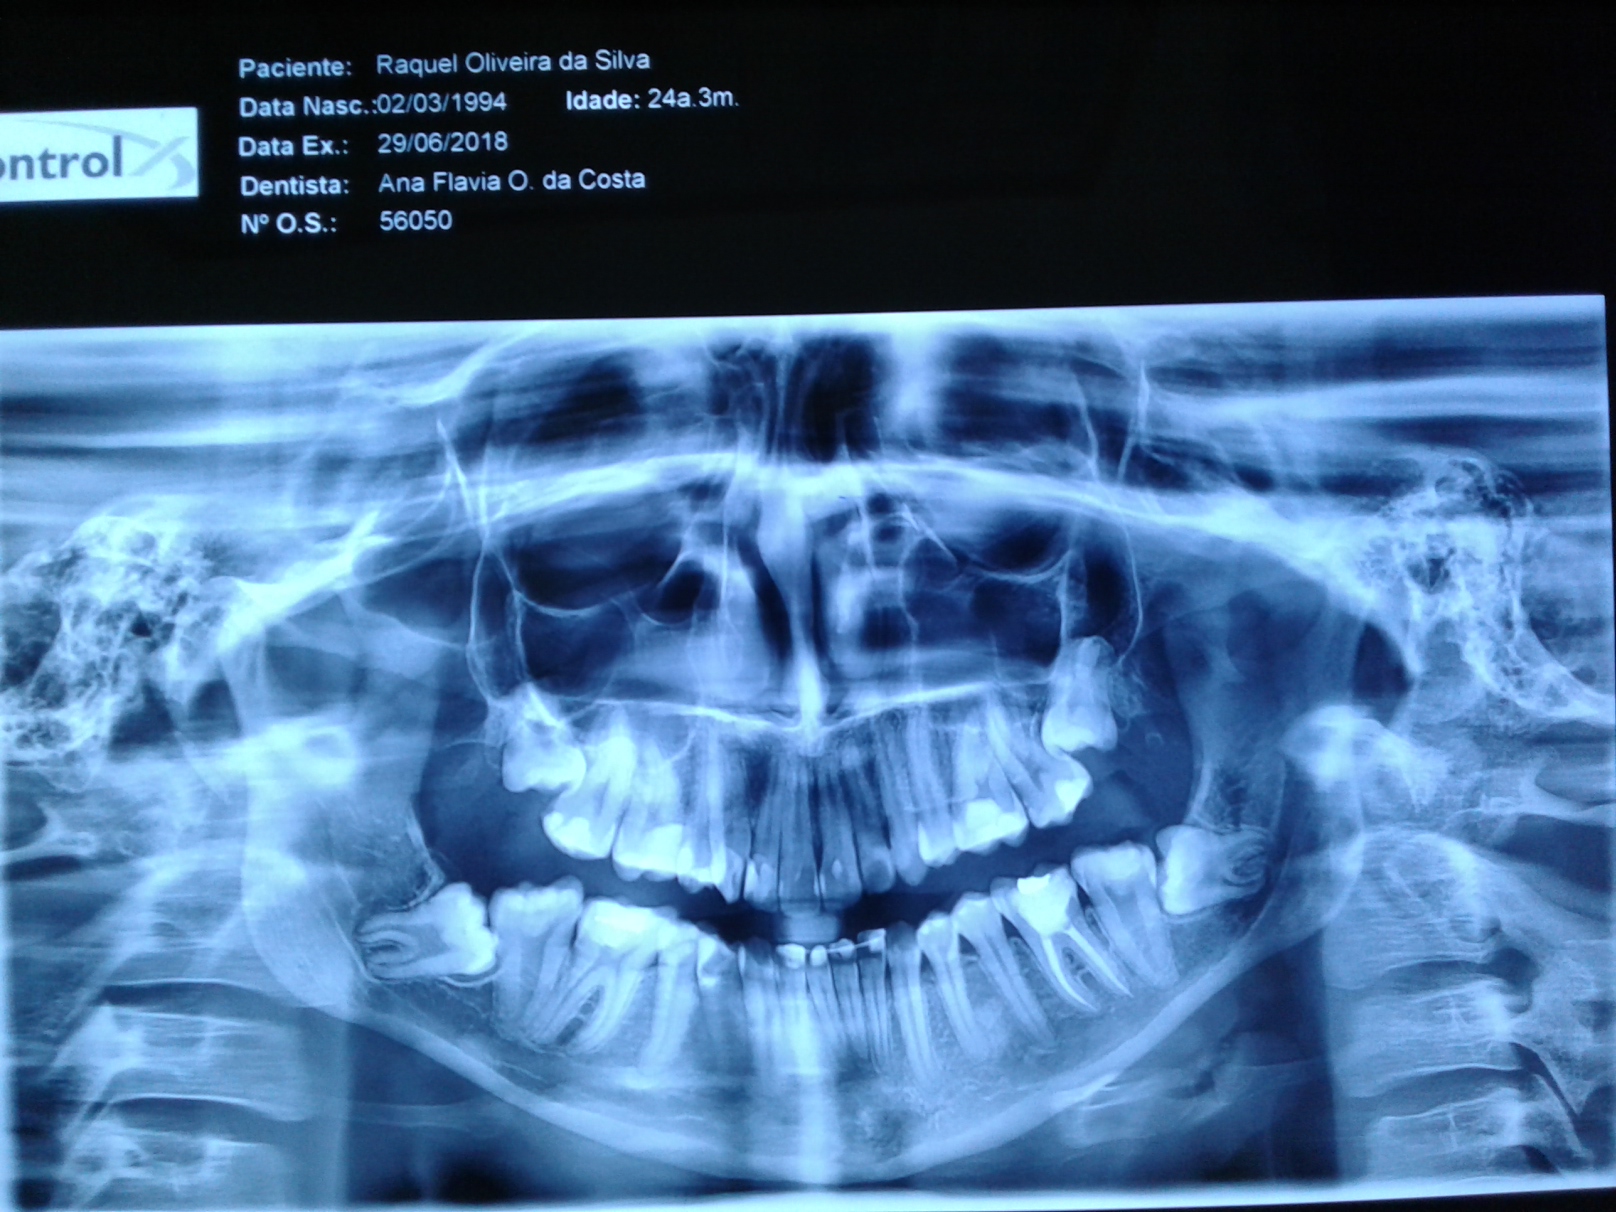 ontrol
Paciente: Raquel Oliveira da Silva
Data Nasc.:02/03/1994 Idade: 24a.3m.
Data Ex.: 29/06/2018
Dentista: Ana Flavia O. da Costa
Nº O.S.: 56050